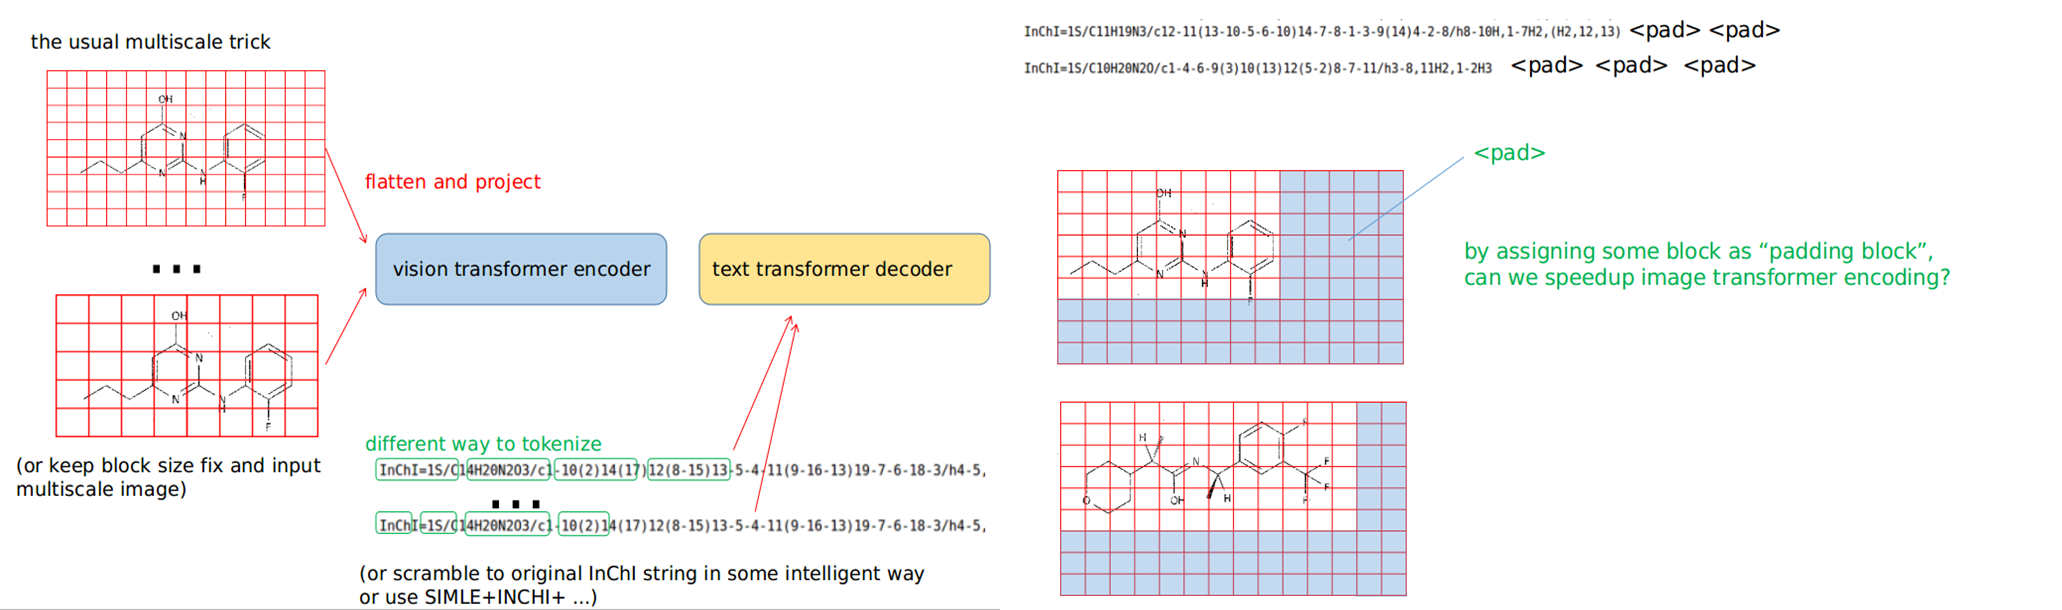 the usual multiscale trick
OH
N
N
N
H
F
flatten and project
...
vision transformer encoder
text transformer decoder
OH
N
N
N
H
F
(or keep block size fix and input
multiscale image)
different way to tokenize
InChI=1S/C14H20N2O3/c1-10(2)14(17)12(8-15)13-5-4-11(9-16-13)19-7-6-18-3/h4-5,
...
InChI=1S/C14H20N2O3/c1-10(2)14(17)12(8-15)13-5-4-11(9-16-13)19-7-6-18-3/h4-5,
(or scramble to original InChI string in some intelligent way
or use SIMLE+INCHI+ ...)
InChI=1S/C11H19N3/c12-11(13-10-5-6-10)14-7-8-1-3-9(14)4-2-8/h8-10H,1-7H2,(H2,12,13) <pad> <pad>
InChI=1S/C10H20N2O/c1-4-6-9(3)10(13)12(5-2)8-7-11/h3-8,11H2,1-2H3 <pad> <pad> <pad>
<pad>
OH
N
N
N
H
F
by assigning some block as “padding block”,
can we speedup image transformer encoding?
H
F
N
F
F
O
OH
H
F